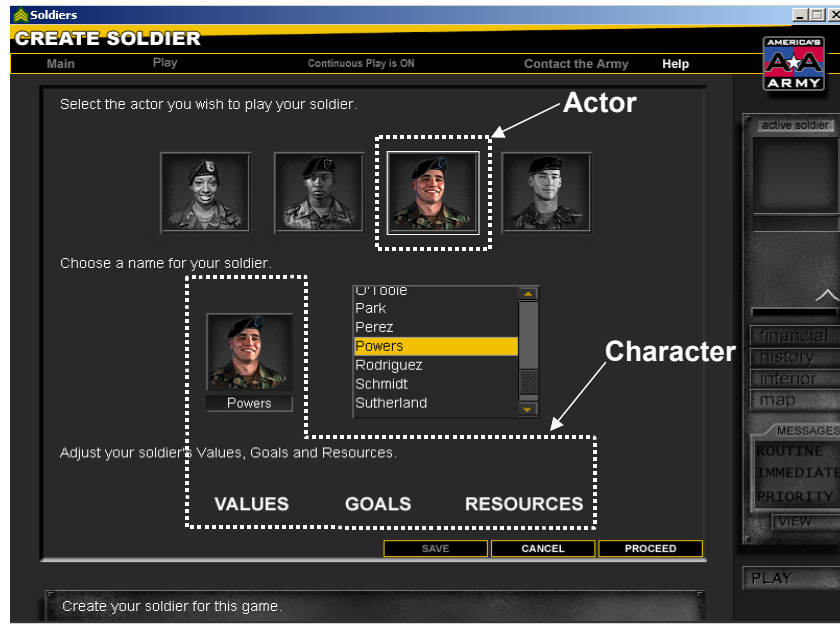 Soldiers
CREATE SOLDIER
Main Play Continuous Play is ON Contact the Army Help
AMERICA'S
ARMY
Select the actor you wish to play your soldier.
Actor
active soldier
Choose a name for your soldier.
O'Toole
Park
Perez
Powers
Rodriguez
Schmidt
Sutherland
Powers
Character
financial
history
interior
map
MESSAGES
ROUTINE
IMMEDIATE
PRIORITY
VIEW
Adjust your soldier's Values, Goals and Resources.
VALUES GOALS RESOURCES
SAVE CANCEL PROCEED
PLAY
Create your soldier for this game.